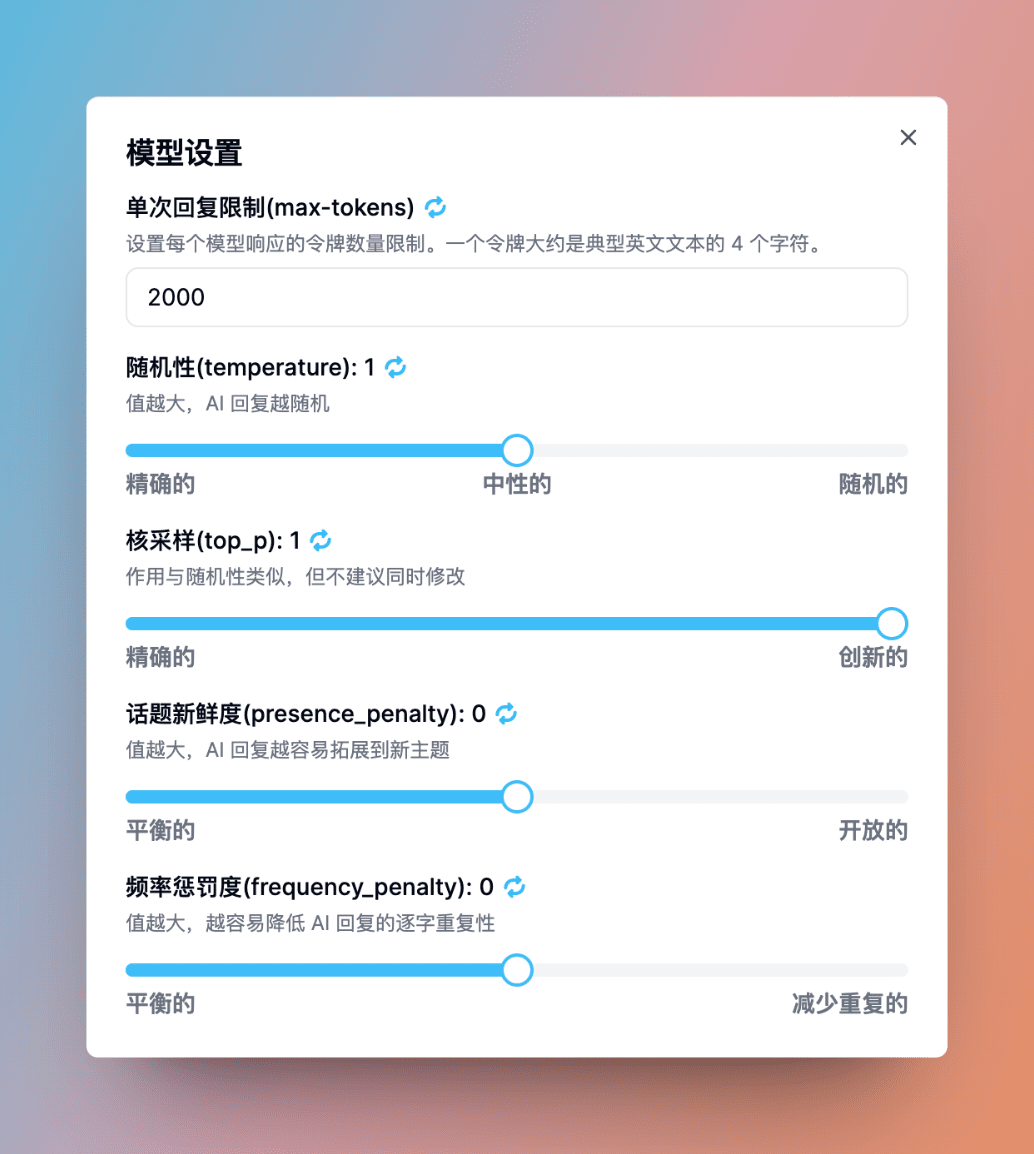 模型设置
单次回复限制(max-tokens)
设置每个模型响应的令牌数量限制。一个令牌大约是典型英文文本的 4 个字符。
2000
随机性(temperature): 1
值越大，AI 回复越随机
精确的 中性的 随机的
核采样(top_p): 1
作用与随机性类似，但不建议同时修改
精确的 创新的
话题新鲜度(presence_penalty): 0
值越大，AI 回复越容易拓展到新主题
平衡的 开放的
频率惩罚度(frequency_penalty): 0
值越大，越容易降低 AI 回复的逐字重复性
平衡的 减少重复的